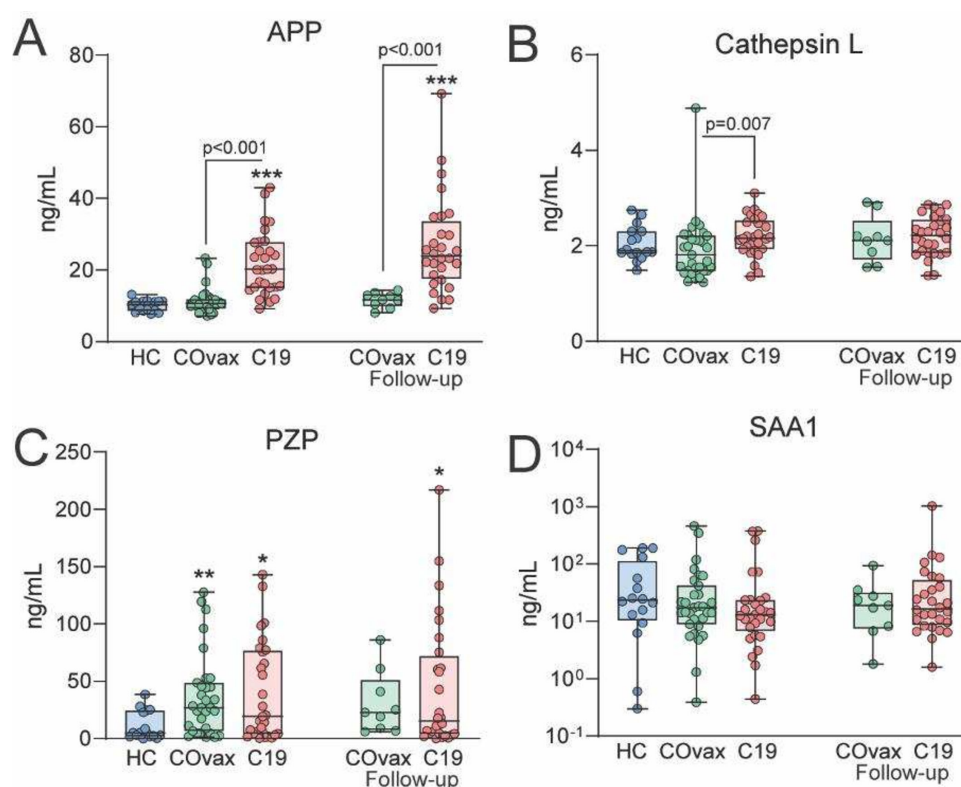 A
APP
80
60
40
20
0
ng/mL
p<0.001
***
p<0.001
***
HC COvax C19 COvax C19
Follow-up
B
Cathepsin L
6
4
2
0
ng/mL
p=0.007
HC COvax C19 COvax C19
Follow-up
C
PZP
250
200
150
100
50
0
ng/mL
**
*
*
HC COvax C19 COvax C19
Follow-up
D
SAA1
10⁴
10³
10²
10¹
10⁰
10⁻¹
ng/mL
HC COvax C19 COvax C19
Follow-up